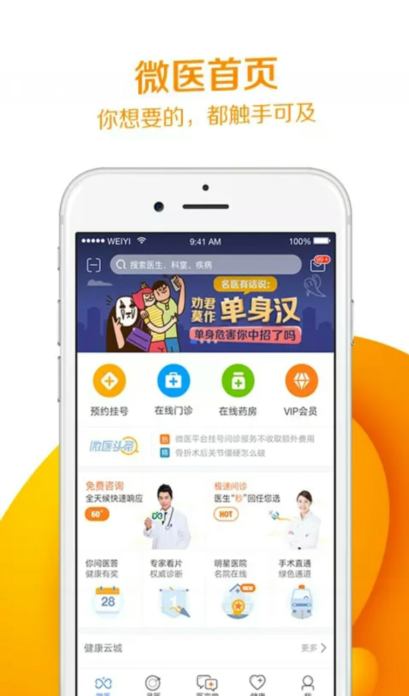 微医首页
你想要的，都触手可及
WEIYI
9:41 AM
100%
搜索医生、科室、疾病
99+
名医有话说：
劝君莫作
单身汉
单身危害你中招了吗
预约挂号
在线门诊
在线药房
VIP会员
微医头条
热
微医平台挂号问诊服务不收取额外费用
骨折术后关节僵硬怎么破
免费咨询
全天候快速响应
60"
极速问诊
医生“秒”回任您选
HOT
你问医答
健康有奖
28
专家看片
权威诊断
1
明星医院
名院在线
NEW
手术直通
绿色通道
健康云城
更多
微医